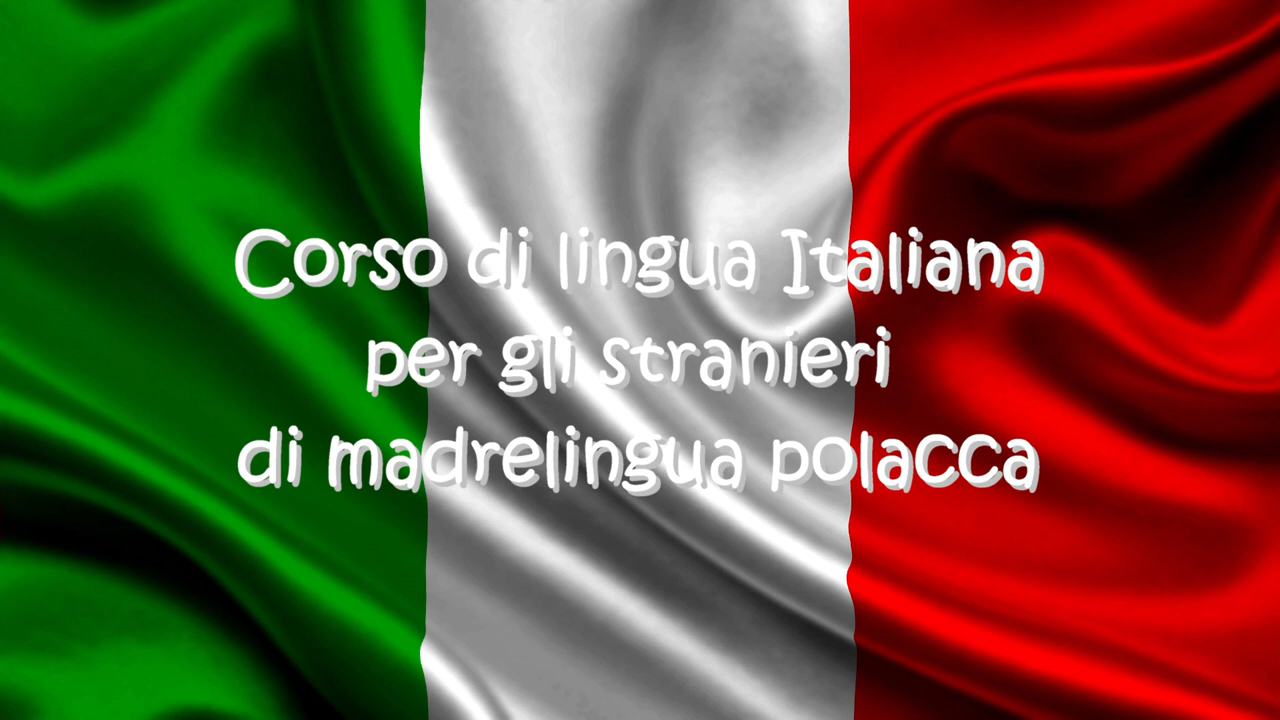 Corso di lingua Italiana
per gli stranieri
di madrelingua polacca